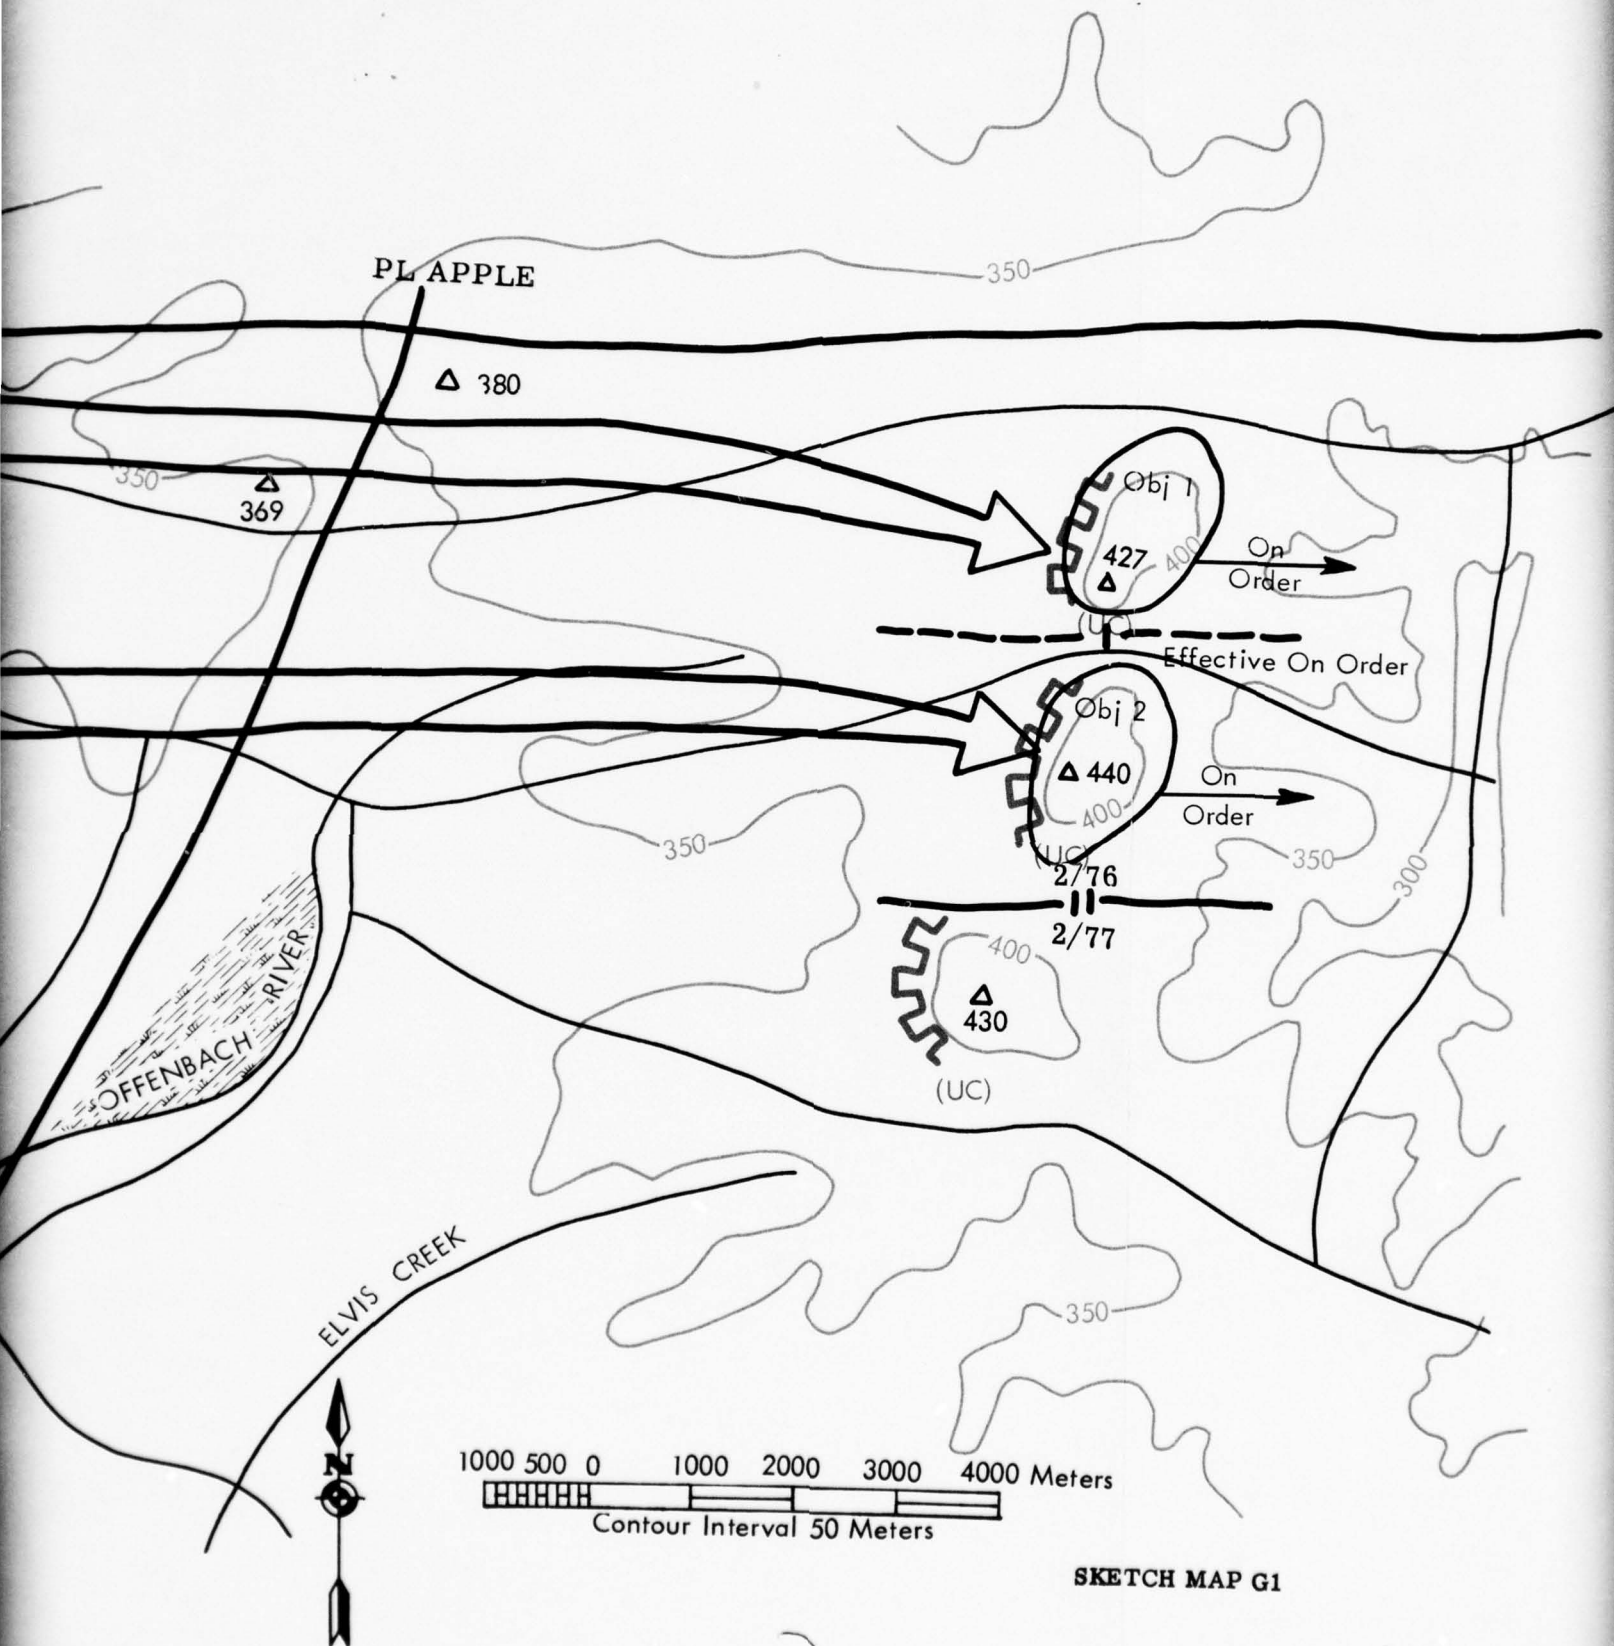 350
PL APPLE
380
350
369
Obj 1
427
400
On
Order
(UC)
Effective On Order
Obj 2
440
400
On
Order
350
350
300
(UC)
2/76
2/77
400
430
(UC)
OFFENBACH RIVER
ELVIS CREEK
350
N
1000 500 0 1000 2000 3000 4000 Meters
Contour Interval 50 Meters
SKETCH MAP G1